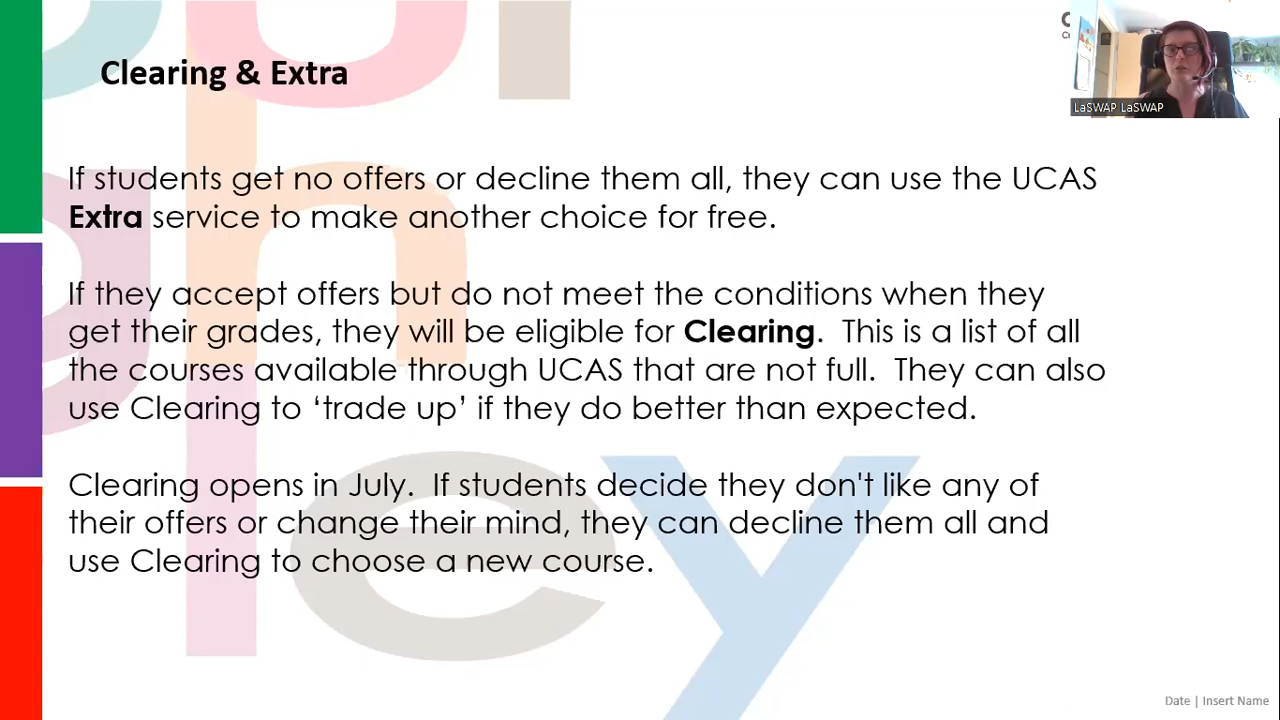 Clearing & Extra
LaSWAP LaSWAP
If students get no offers or decline them all, they can use the UCAS
Extra service to make another choice for free.
If they accept offers but do not meet the conditions when they
get their grades, they will be eligible for Clearing.  This is a list of all
the courses available through UCAS that are not full.  They can also
use Clearing to ‘trade up’ if they do better than expected.
Clearing opens in July.  If students decide they don't like any of
their offers or change their mind, they can decline them all and
use Clearing to choose a new course.
Date | Insert Name